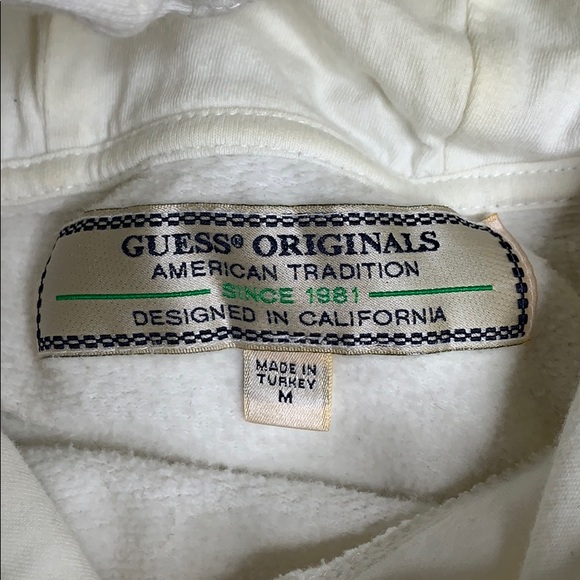 GUESS® ORIGINALS
AMERICAN TRADITION
SINCE 1981
DESIGNED IN CALIFORNIA
MADE IN
TURKEY
M